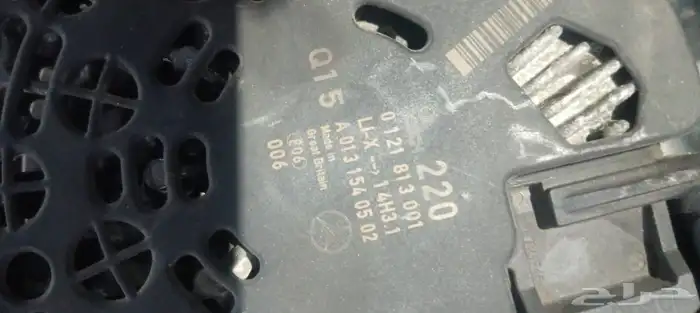 220
0 121 813 091
LI-X --> 14H3.1
A 013 154 05 02
Made in
Great Britain
(E06)
006
Q15
حراج